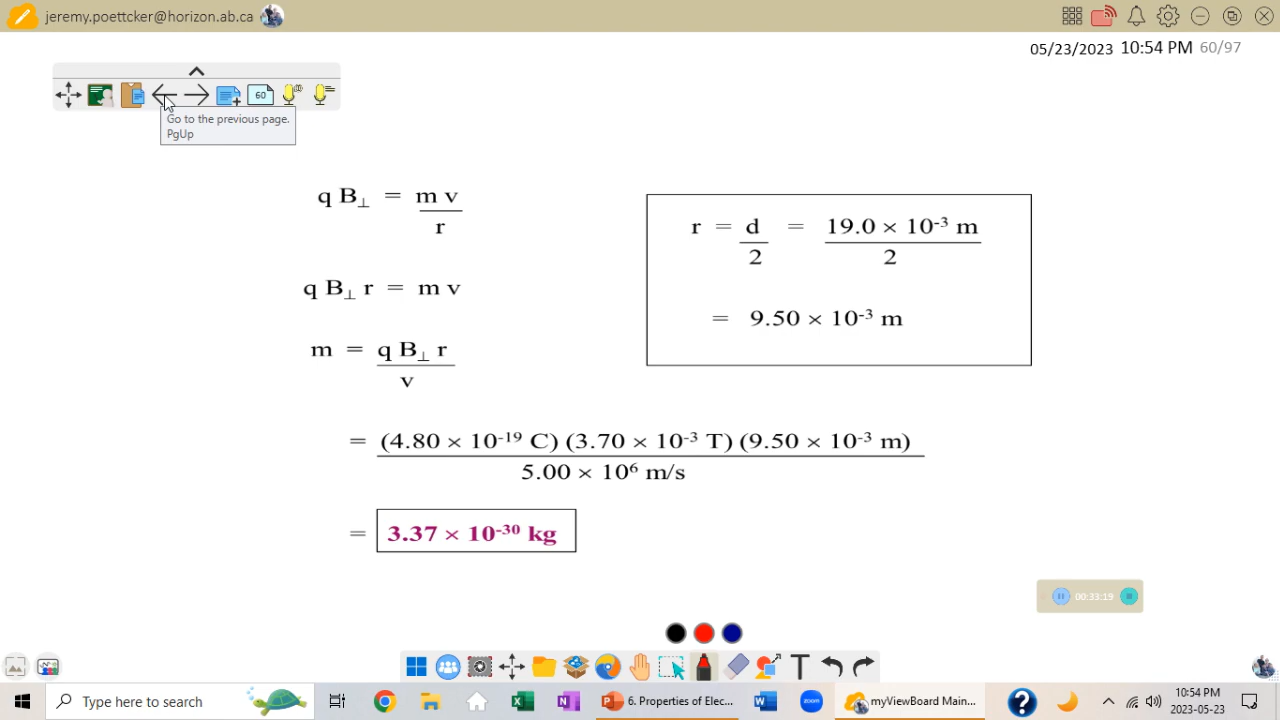 jeremy.poettcker@horizon.ab.ca
05/23/2023 10:54 PM 60/97
60
Go to the previous page.
PgUp
q B⊥ = m v
r
r = d = 19.0 × 10⁻³ m
2 2
q B⊥ r = m v
= 9.50 × 10⁻³ m
m = q B⊥ r
v
= (4.80 × 10⁻¹⁹ C) (3.70 × 10⁻³ T) (9.50 × 10⁻³ m)
5.00 × 10⁶ m/s
= 3.37 × 10⁻³⁰ kg
00:33:19
Type here to search
6. Properties of Elec...
zoom
myViewBoard Main...
10:54 PM
2023-05-23